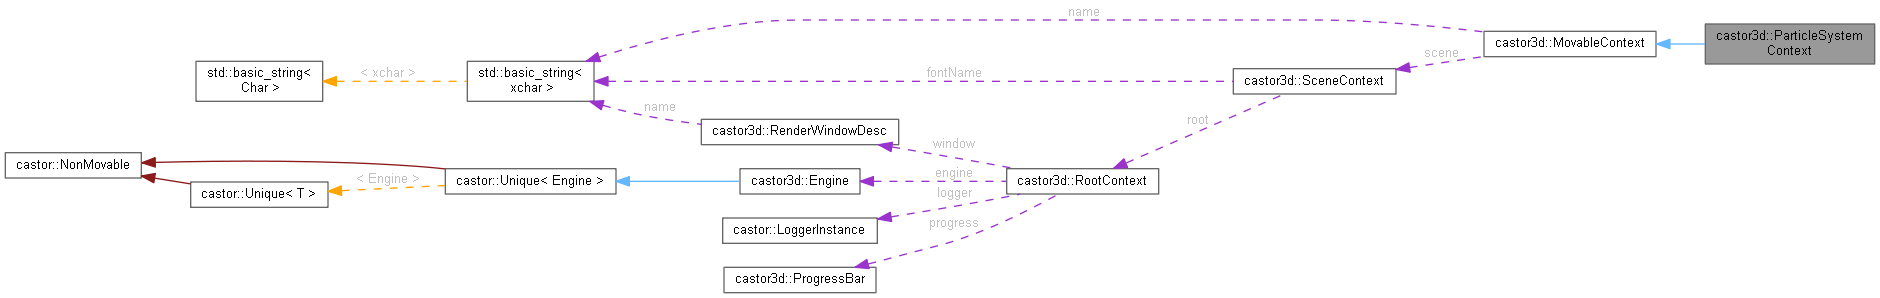 name
castor3d::ParticleSystem
Context
castor3d::MovableContext
scene
std::basic_string<
Char >
< xchar >
std::basic_string<
xchar >
fontName
castor3d::SceneContext
name
root
castor3d::RenderWindowDesc
window
castor::NonMovable
< Engine >
castor::Unique< T >
castor::Unique< Engine >
castor3d::Engine
engine
castor3d::RootContext
logger
castor::LoggerInstance
progress
castor3d::ProgressBar